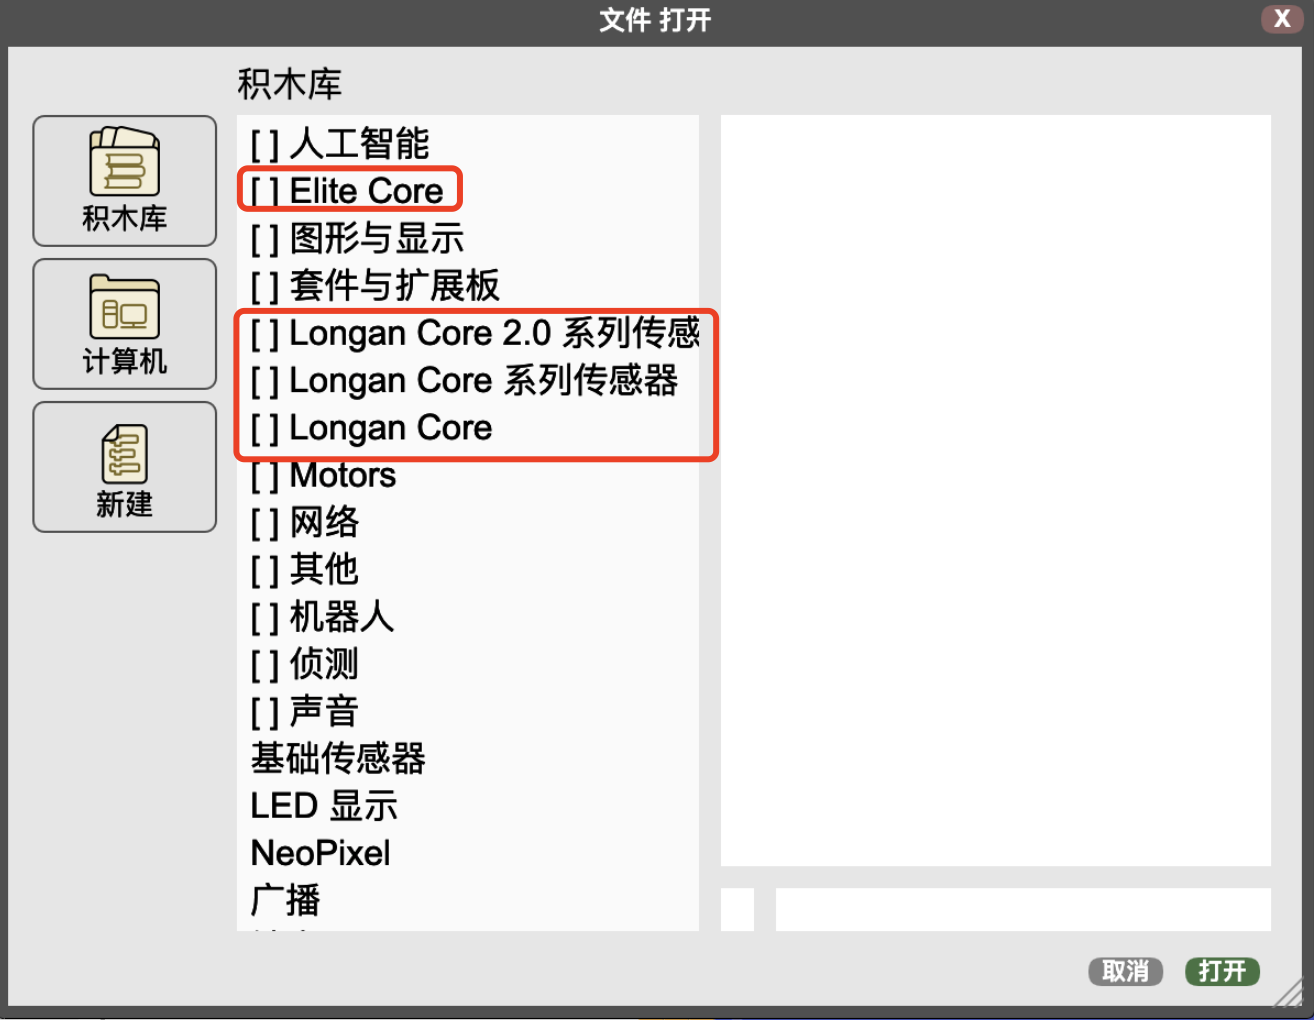 文件 打开
X
积木库
积木库
计算机
新建
[ ] 人工智能
[ ] Elite Core
[ ] 图形与显示
[ ] 套件与扩展板
[ ] Longan Core 2.0 系列传感
[ ] Longan Core 系列传感器
[ ] Longan Core
[ ] Motors
[ ] 网络
[ ] 其他
[ ] 机器人
[ ] 侦测
[ ] 声音
基础传感器
LED 显示
NeoPixel
广播
取消
打开